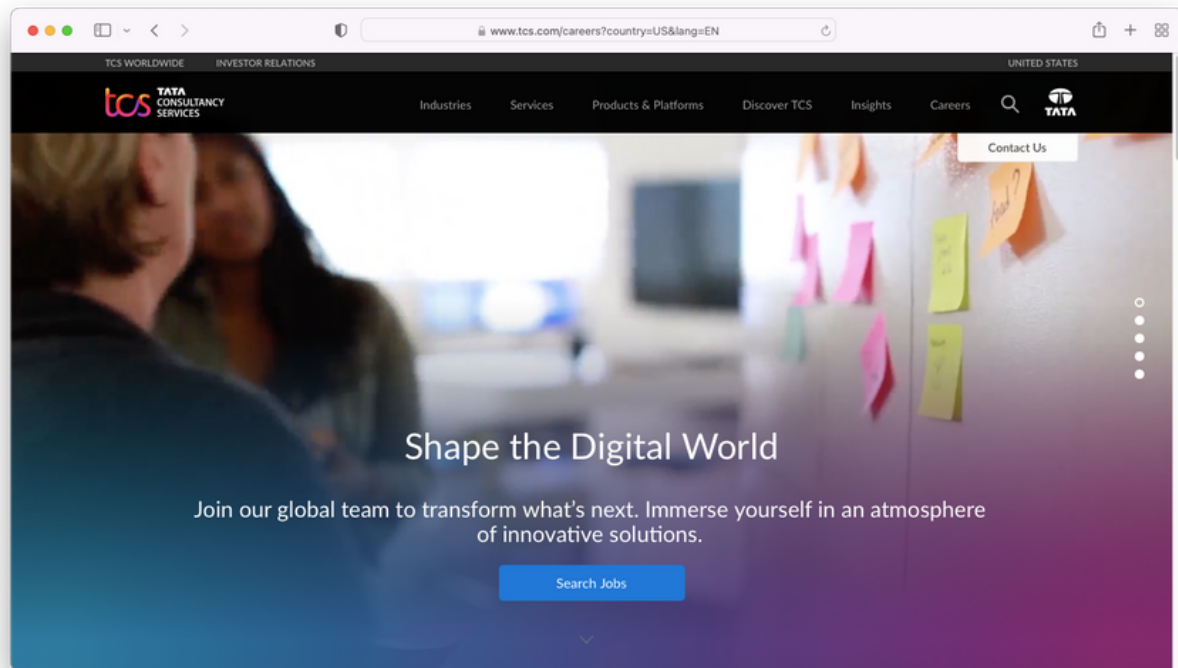 www.tcs.com/careers?country=US&lang=EN
TCS WORLDWIDE INVESTOR RELATIONS UNITED STATES
tcs TATA CONSULTANCY SERVICES
Industries Services Products & Platforms Discover TCS Insights Careers
TATA
Contact Us
Shape the Digital World
Join our global team to transform what's next. Immerse yourself in an atmosphere
of innovative solutions.
Search Jobs